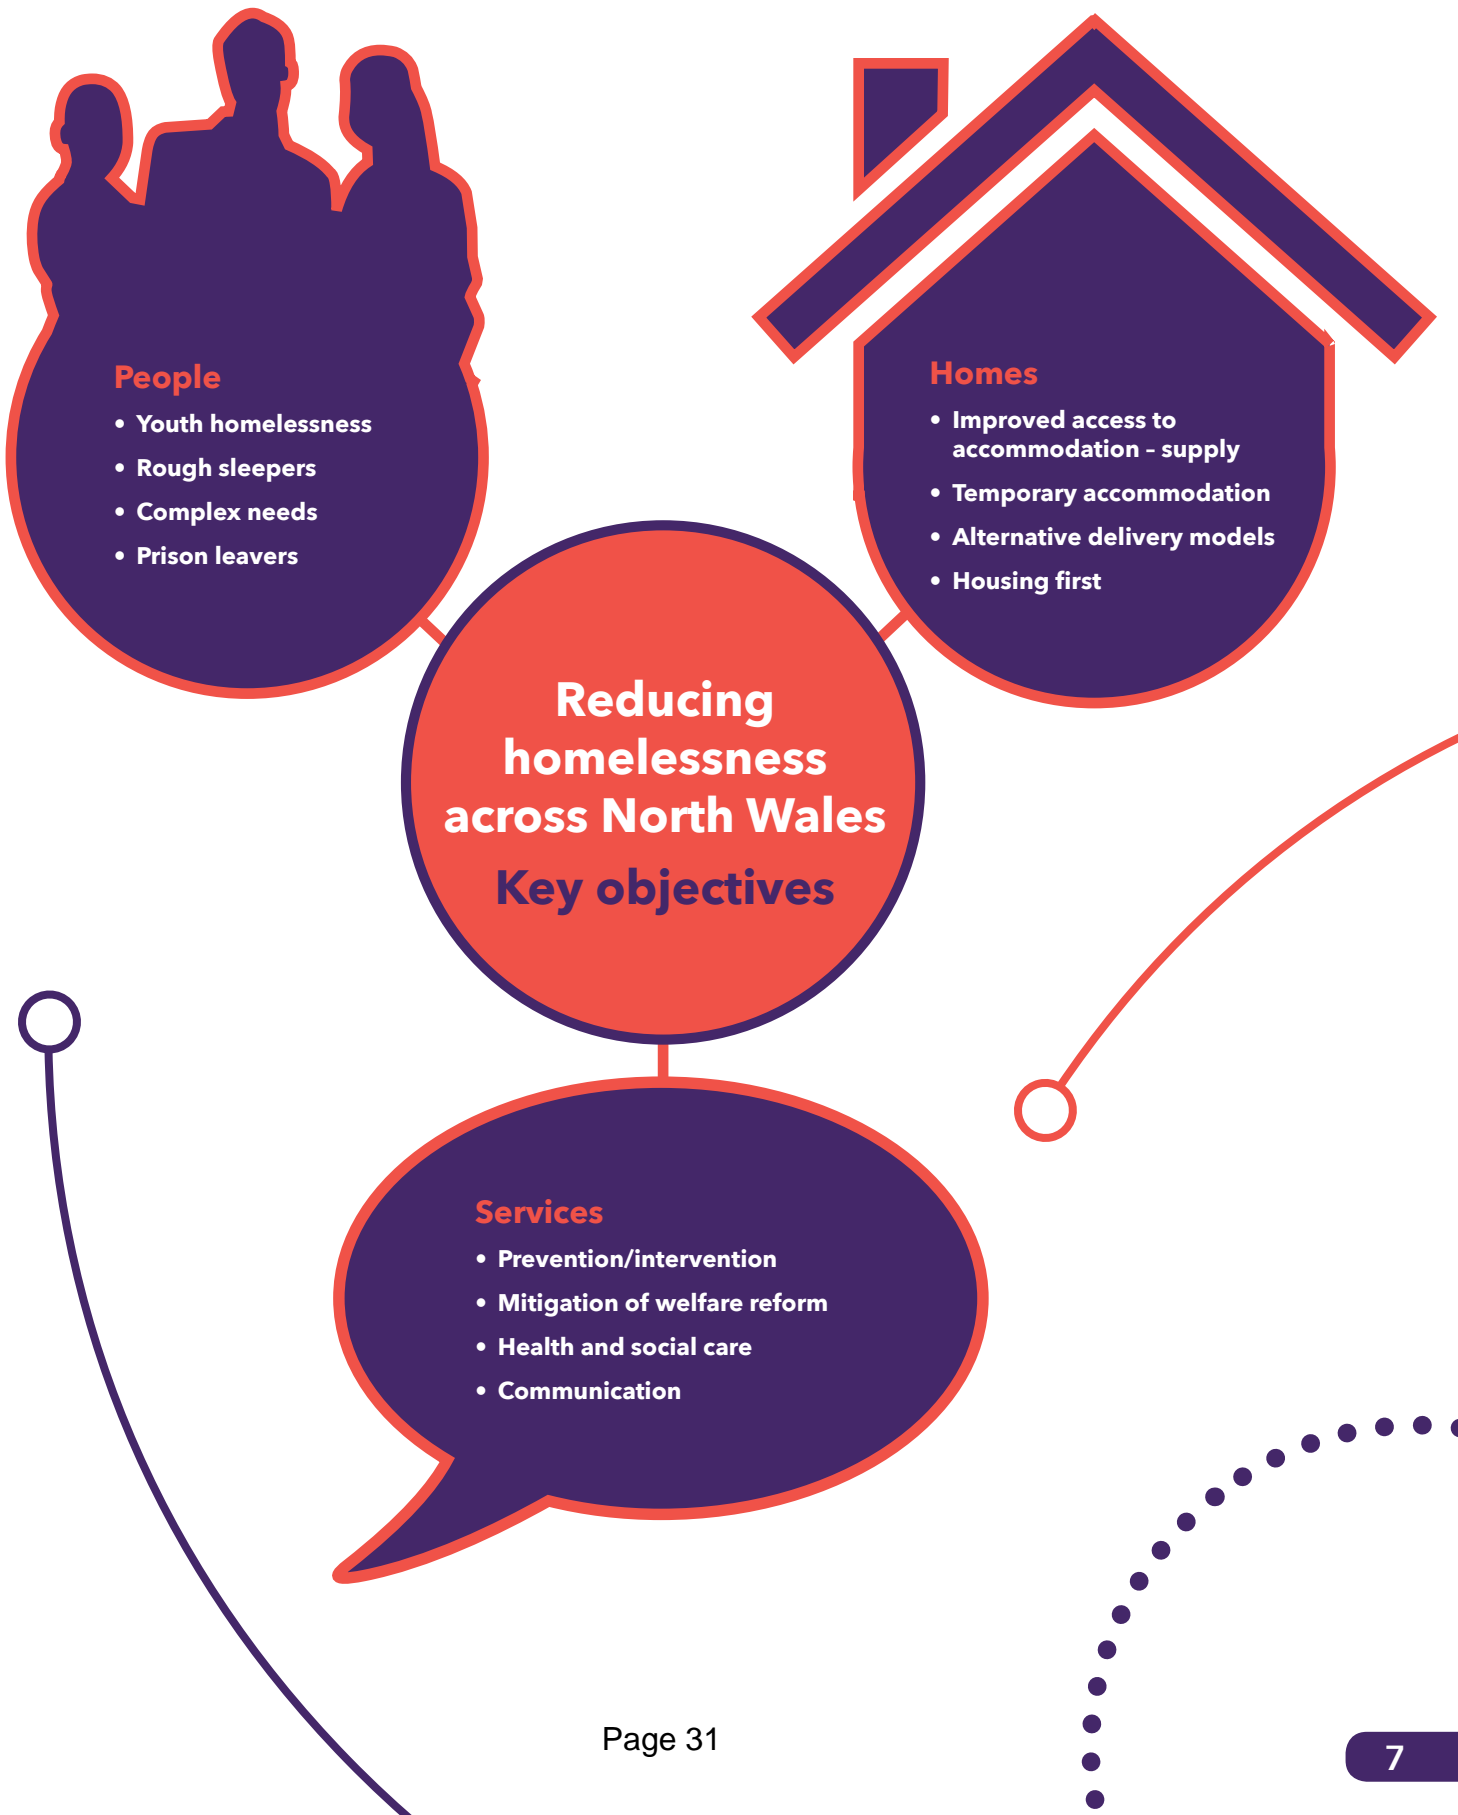 People
• Youth homelessness
• Rough sleepers
• Complex needs
• Prison leavers
Homes
• Improved access to
accommodation – supply
• Temporary accommodation
• Alternative delivery models
• Housing first
Reducing
homelessness
across North Wales
Key objectives
Services
• Prevention/intervention
• Mitigation of welfare reform
• Health and social care
• Communication
Page 31
7